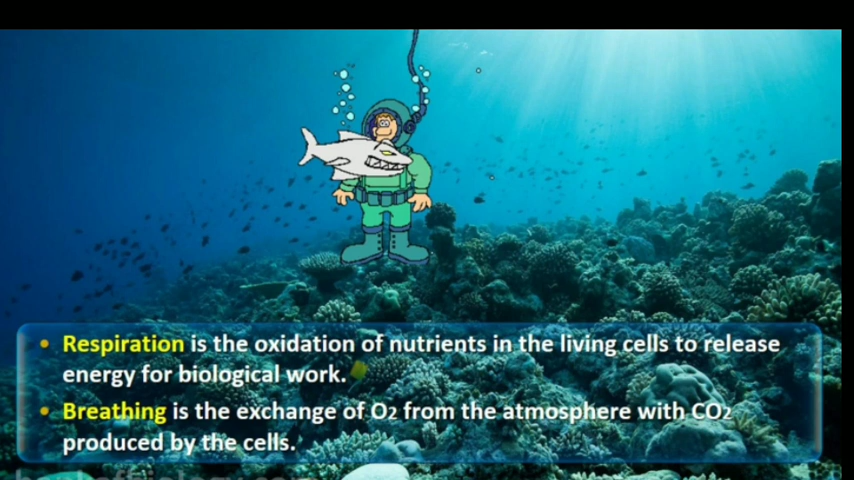 • Respiration is the oxidation of nutrients in the living cells to release
energy for biological work.
• Breathing is the exchange of O2 from the atmosphere with CO2
produced by the cells.